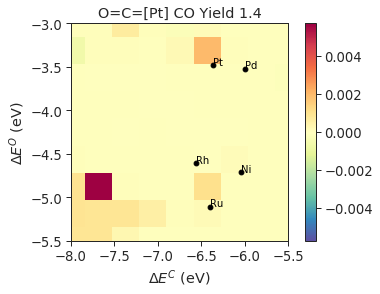 O=C=[Pt] CO Yield 1.4
−3.0
−3.5
−4.0
−4.5
−5.0
−5.5
ΔE^O (eV)
Pt
Pd
Rh
Ni
Ru
−8.0 −7.5 −7.0 −6.5 −6.0 −5.5
ΔE^C (eV)
0.004
0.002
0.000
−0.002
−0.004